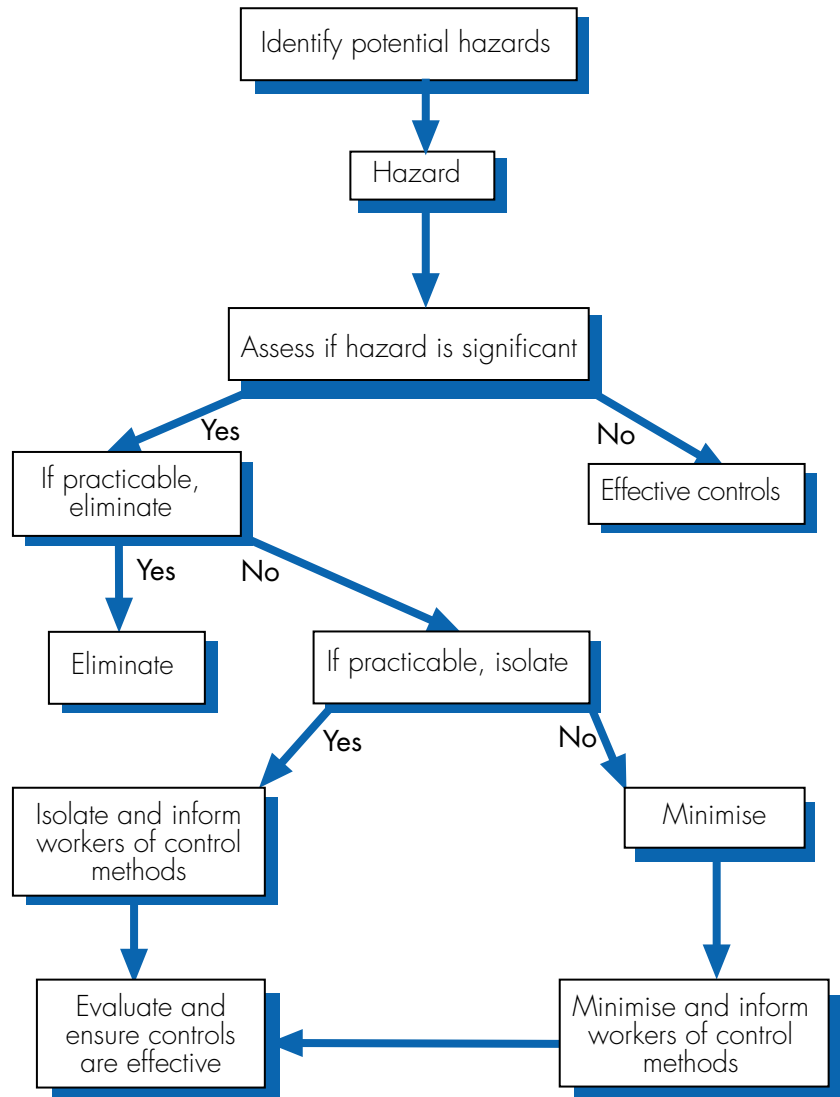 Identify potential hazards
Hazard
Assess if hazard is significant
Yes
No
If practicable,
eliminate
Effective controls
Yes
No
Eliminate
If practicable, isolate
Yes
No
Isolate and inform
workers of control
methods
Minimise
Evaluate and
ensure controls
are effective
Minimise and inform
workers of control
methods